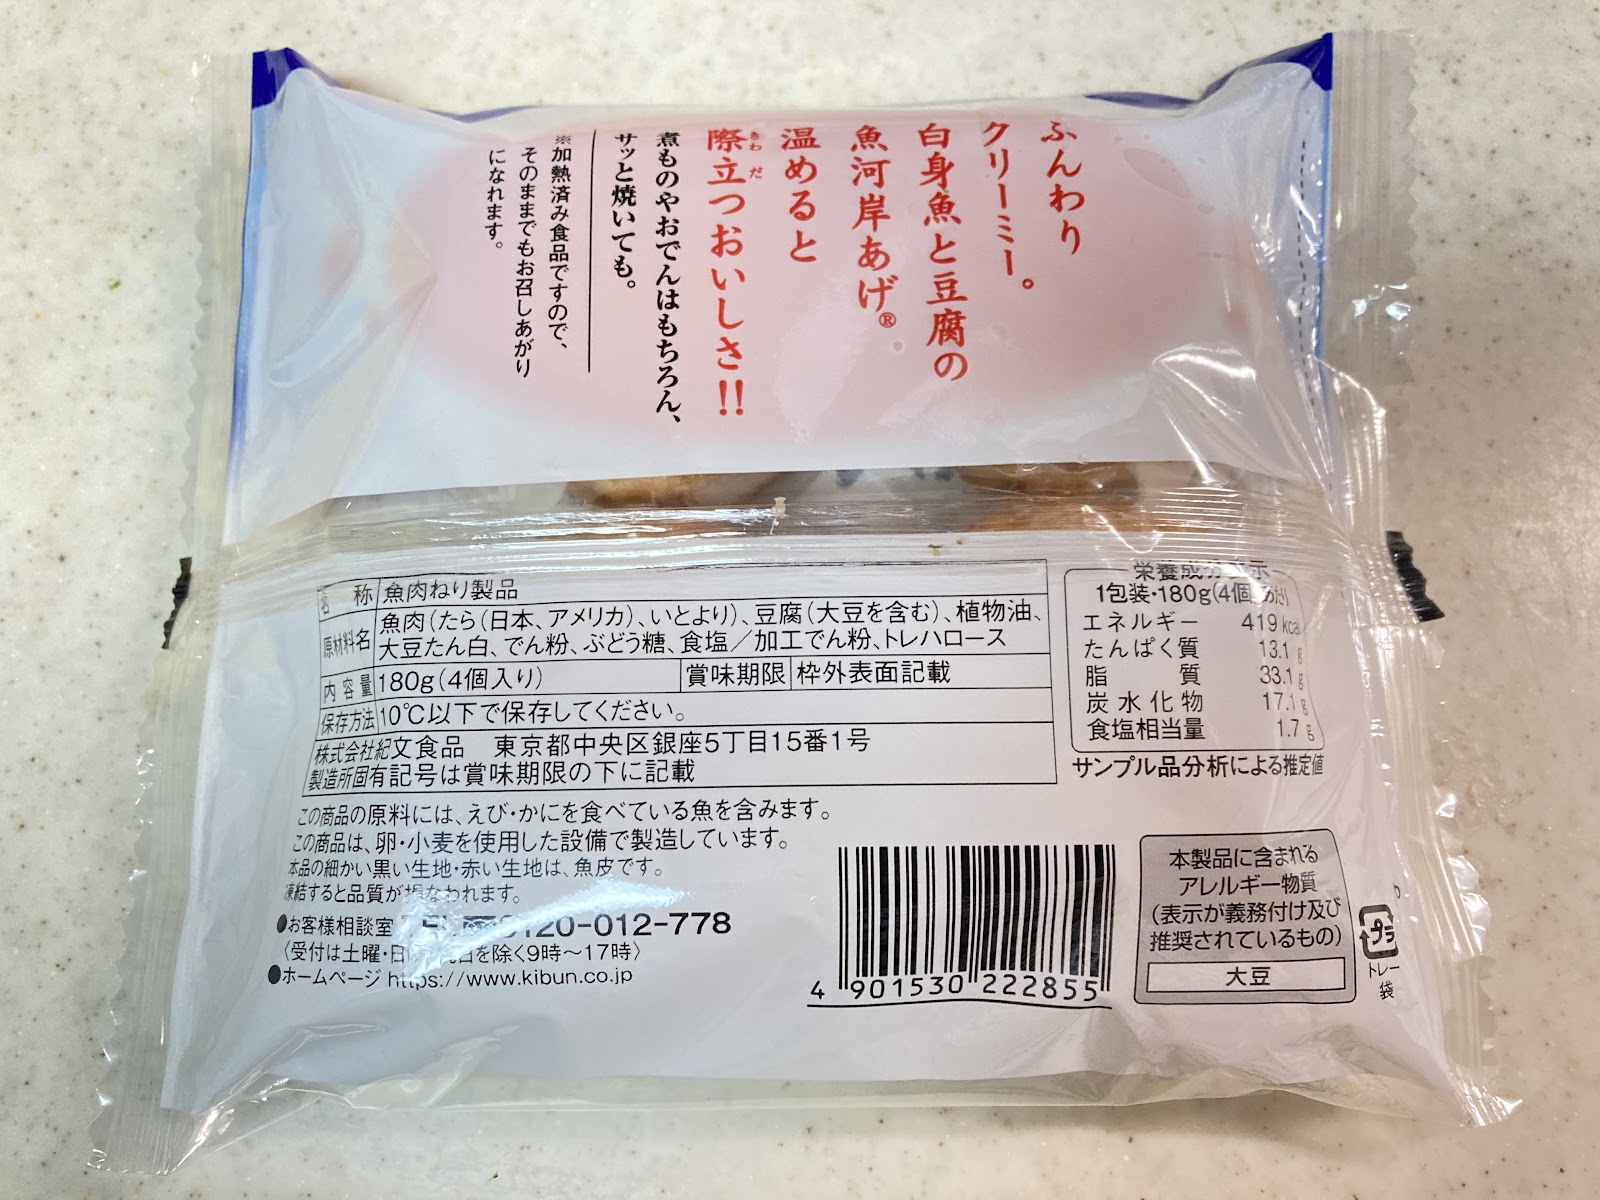 ふんわり
クリーミー。
白身魚と豆腐の
魚河岸あげ®
温めると
際立つおいしさ!!
きわだ
煮ものやおでんはもちろん、
サッと焼いても。
※加熱済み食品ですので、
そのままでもお召しあがり
になれます。
名 称 魚肉ねり製品
原材料名 魚肉(たら(日本、アメリカ)、いとより)、豆腐(大豆を含む)、植物油、
大豆たん白、でん粉、ぶどう糖、食塩/加工でん粉、トレハロース
内容量 180g(4個入り) 賞味期限 枠外表面記載
保存方法 10℃以下で保存してください。
株式会社紀文食品 東京都中央区銀座5丁目15番1号
製造所固有記号は賞味期限の下に記載
栄養成分表示
1包装・180g(4個あたり)
エネルギー 419 kcal
たんぱく質 13.1 g
脂質 33.1 g
炭水化物 17.1 g
食塩相当量 1.7 g
サンプル品分析による推定値
この商品の原料には、えび・かにを食べている魚を含みます。
この商品は、卵・小麦を使用した設備で製造しています。
本品の細かい黒い生地・赤い生地は、魚皮です。
凍結すると品質が損なわれます。
●お客様相談室 TEL 0120-012-778
〈受付は土曜・日曜・祝日を除く9時〜17時〉
●ホームページ https://www.kibun.co.jp
4 901530 222855
本製品に含まれる
アレルギー物質
(表示が義務付け及び
推奨されているもの)
大豆
プラ
トレー
袋